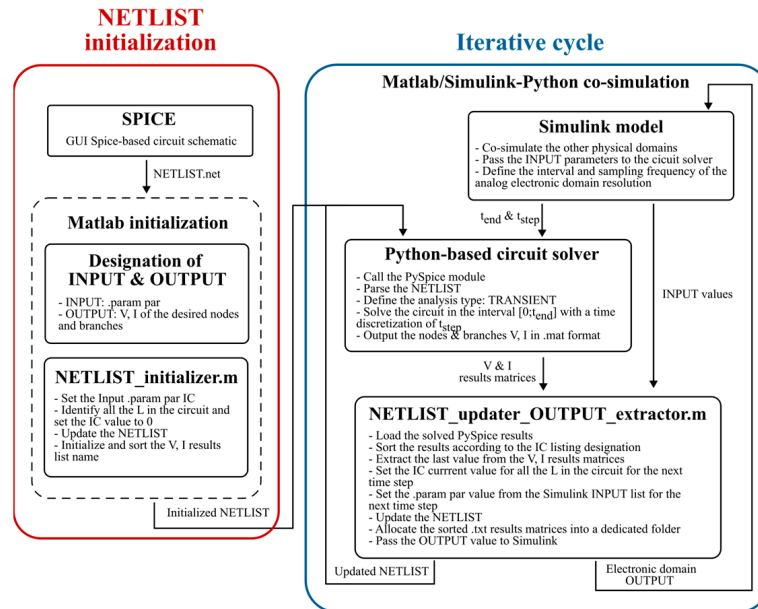 NETLIST
initialization
SPICE
GUI Spice-based circuit schematic
NETLIST.net
Matlab initialization
Designation of
INPUT & OUTPUT
- INPUT: .param par
- OUTPUT: V, I of the desired nodes
and branches
NETLIST_initializer.m
- Set the Input .param par IC
- Identify all the L in the circuit and
set the IC value to 0
- Update the NETLIST
- Initialize and sort the V, I results
list name
Initialized NETLIST
Iterative cycle
Matlab/Simulink-Python co-simulation
Simulink model
- Co-simulate the other physical domains
- Pass the INPUT parameters to the cicuit solver
- Define the interval and sampling frequency of the
analog electronic domain resolution
tend & tstep
INPUT values
Python-based circuit solver
- Call the PySpice module
- Parse the NETLIST
- Define the analysis type: TRANSIENT
- Solve the circuit in the interval [0;tend] with a time
discretization of tstep
- Output the nodes & branches V, I in .mat format
V & I
results matrices
NETLIST_updater_OUTPUT_extractor.m
- Load the solved PySpice results
- Sort the results according to the IC listing designation
- Extract the last value from the V, I results matrices
- Set the IC currrent value for all the L in the circuit for the next
time step
- Set the .param par value from the Simulink INPUT list for the
next time step
- Update the NETLIST
- Allocate the sorted .txt results matrices into a dedicated folder
- Pass the OUTPUT value to Simulink
Updated NETLIST
Electronic domain
OUTPUT